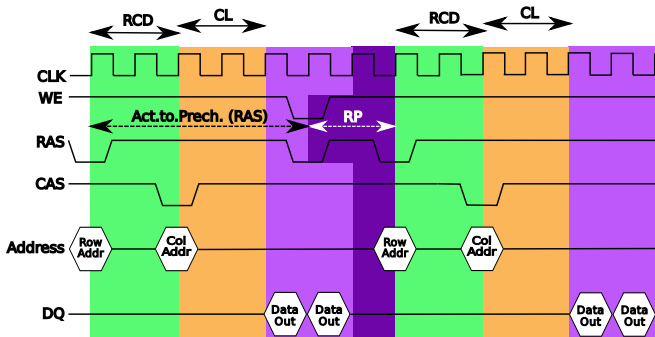 RCD CL RCD CL
CLK
WE
Act.to.Prech. (RAS) RP
RAS
CAS
Address Row Addr Col Addr Row Addr Col Addr
DQ Data Out Data Out Data Out Data Out